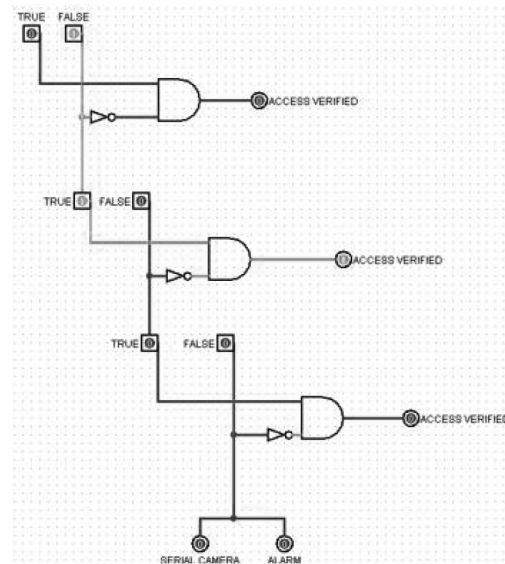 TRUE FALSE
ACCESS VERIFIED
TRUE FALSE
ACCESS VERIFIED
TRUE FALSE
ACCESS VERIFIED
SERIAL CAMERA ALARM